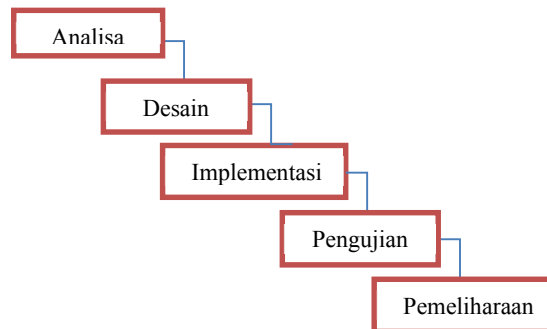 Analisa
Desain
Implementasi
Pengujian
Pemeliharaan